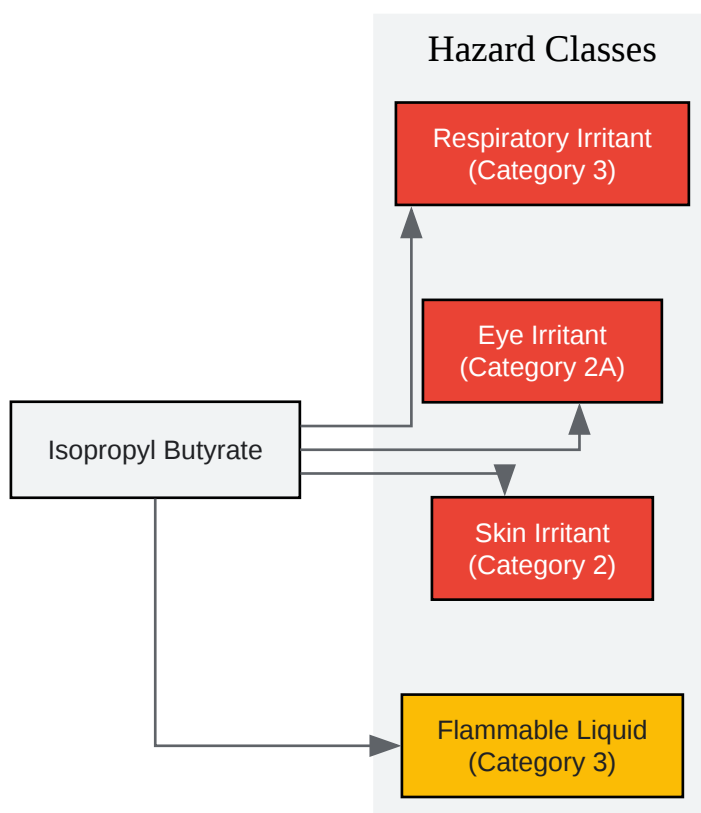 Hazard Classes
Respiratory Irritant
(Category 3)
Eye Irritant
(Category 2A)
Isopropyl Butyrate
Skin Irritant
(Category 2)
Flammable Liquid
(Category 3)